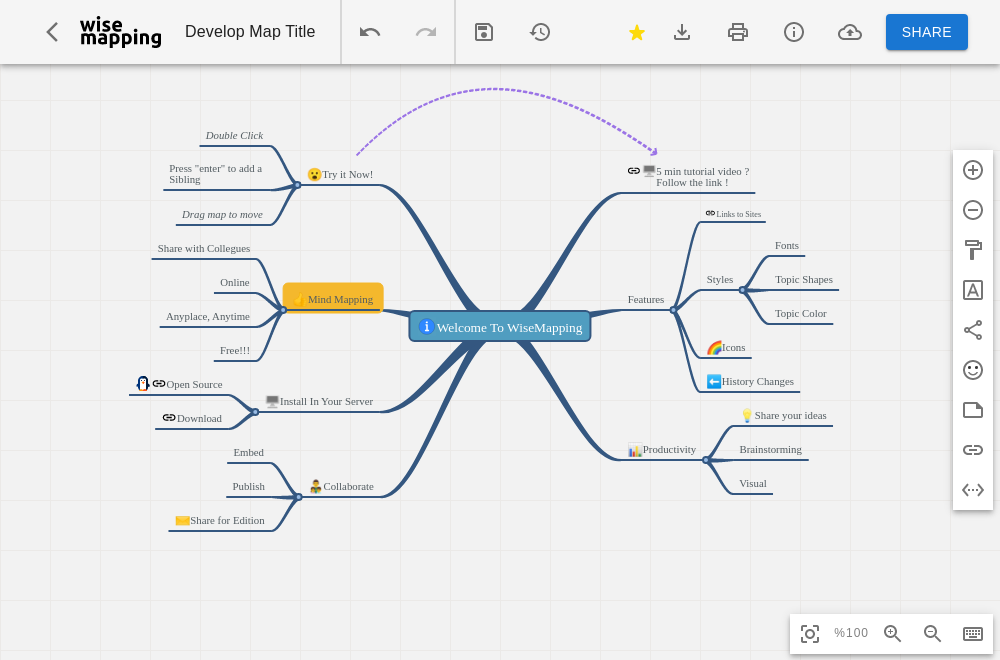 wise
mapping
Develop Map Title
SHARE
Double Click
Press "enter" to add a
Sibling
Drag map to move
Try it Now!
Share with Collegues
Online
Anyplace, Anytime
Free!!!
Mind Mapping
Open Source
Download
Install In Your Server
Embed
Publish
Share for Edition
Collaborate
Welcome To WiseMapping
5 min tutorial video ?
Follow the link !
Links to Sites
Fonts
Topic Shapes
Topic Color
Styles
Features
Icons
History Changes
Share your ideas
Productivity
Brainstorming
Visual
%100